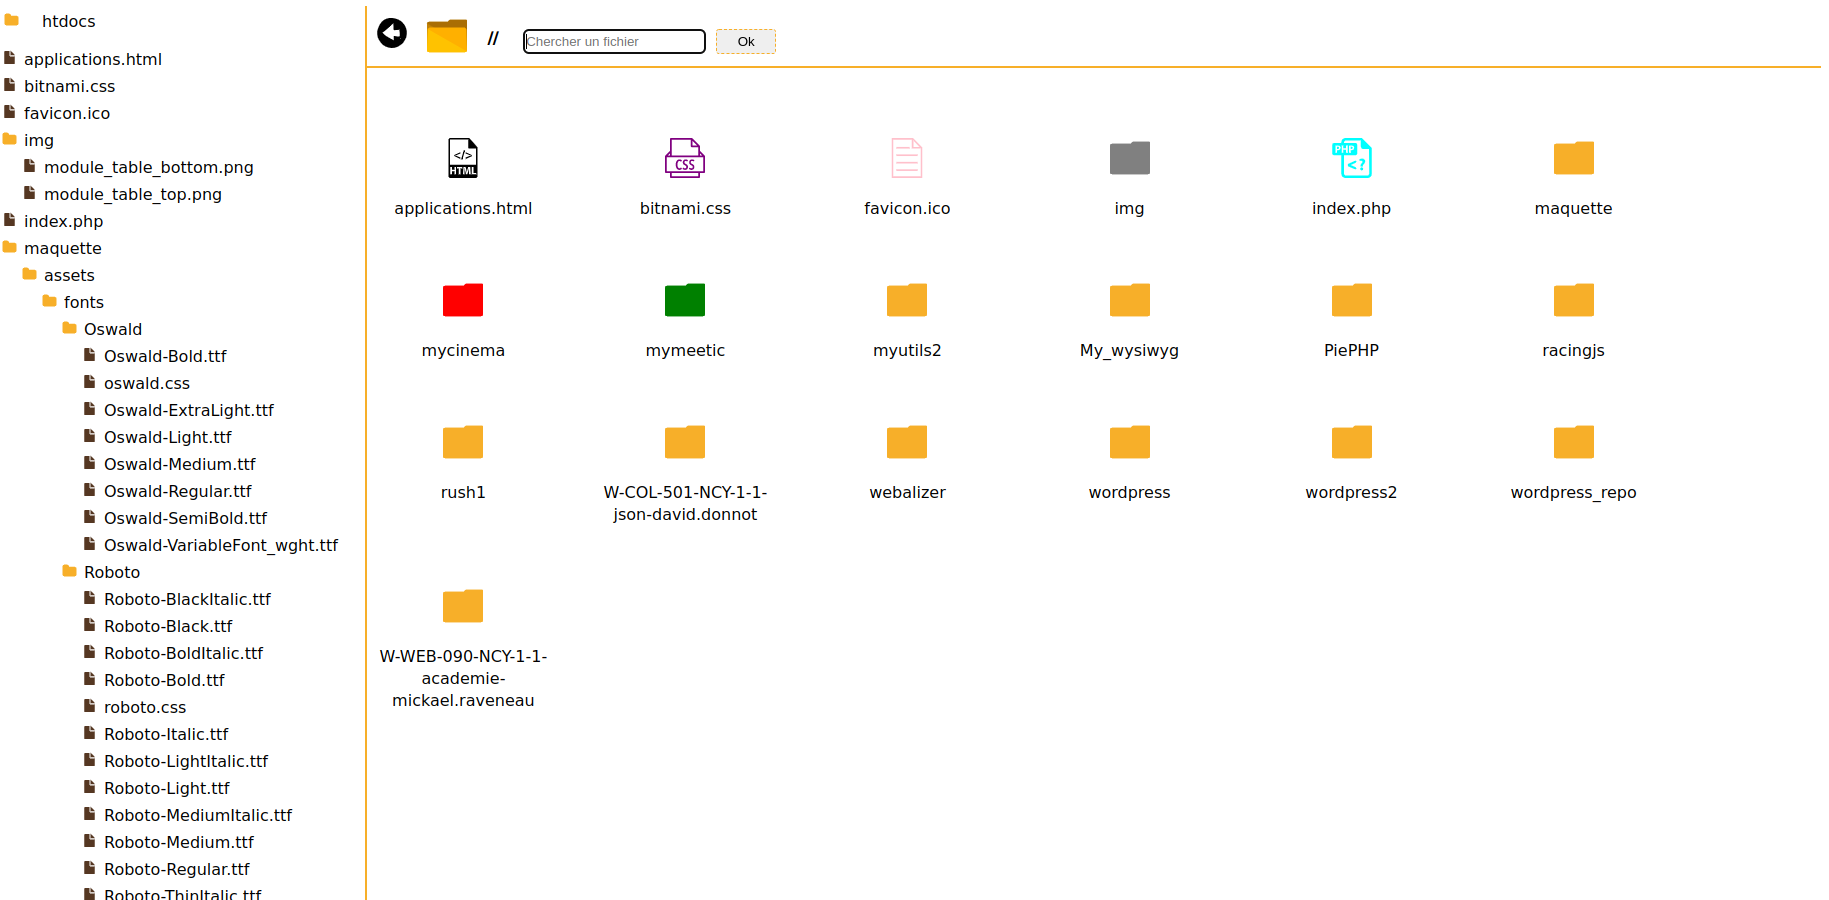 htdocs
applications.html
bitnami.css
favicon.ico
img
module_table_bottom.png
module_table_top.png
index.php
maquette
assets
fonts
Oswald
Oswald-Bold.ttf
oswald.css
Oswald-ExtraLight.ttf
Oswald-Light.ttf
Oswald-Medium.ttf
Oswald-Regular.ttf
Oswald-SemiBold.ttf
Oswald-VariableFont_wght.ttf
Roboto
Roboto-BlackItalic.ttf
Roboto-Black.ttf
Roboto-BoldItalic.ttf
Roboto-Bold.ttf
roboto.css
Roboto-Italic.ttf
Roboto-LightItalic.ttf
Roboto-Light.ttf
Roboto-MediumItalic.ttf
Roboto-Medium.ttf
Roboto-Regular.ttf
Roboto-ThinItalic.ttf
// Chercher un fichier Ok
</> HTML CSS PHP <?
applications.html bitnami.css favicon.ico img index.php maquette
mycinema mymeetic myutils2 My_wysiwyg PiePHP racingjs
rush1 W-COL-501-NCY-1-1- webalizer wordpress wordpress2 wordpress_repo
json-david.donnot
W-WEB-090-NCY-1-1-
academie-
mickael.raveneau